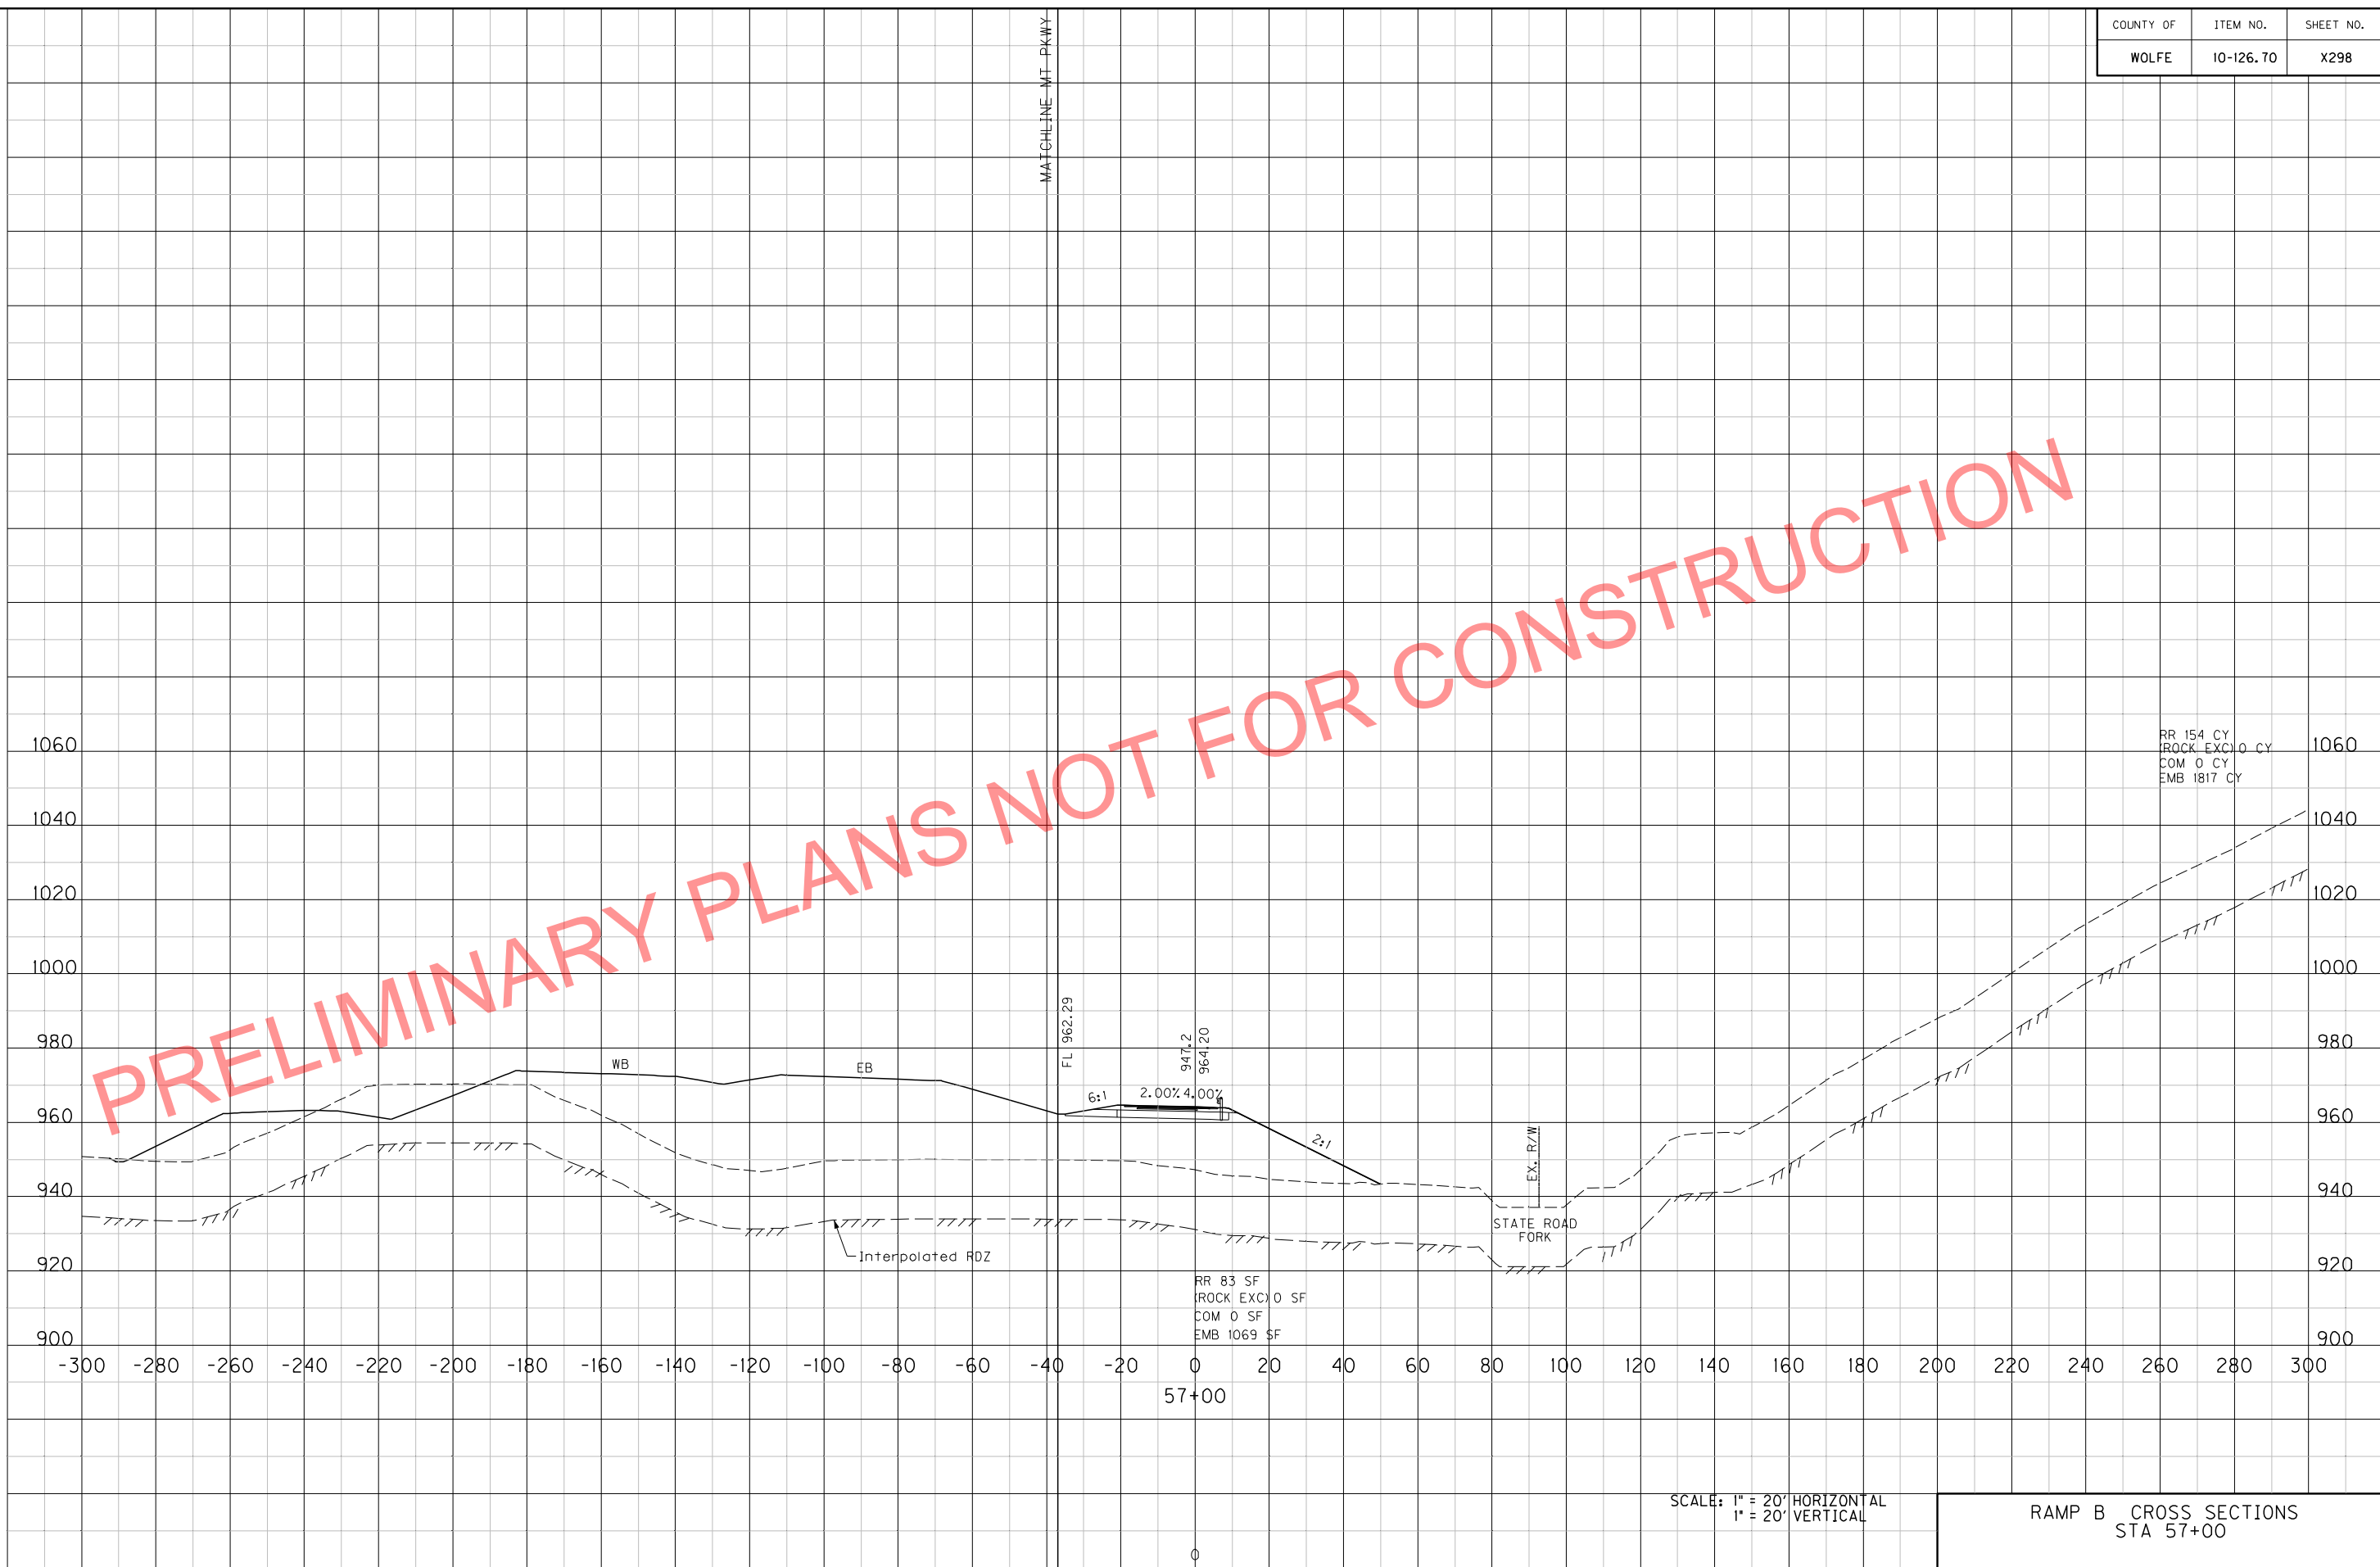 COUNTY OF ITEM NO. SHEET NO.
WOLFE 10-126.70 X298
MATCHLINE MT PKWY
PRELIMINARY PLANS NOT FOR CONSTRUCTION
RR 154 CY
(ROCK EXC) 0 CY
COM 0 CY
EMB 1817 CY
1060 1060
1040 1040
1020 1020
1000 1000
980 980
960 960
940 940
920 920
900 900
FL 962.29
947.2
964.20
WB
EB
6:1
2.00% 4.00%
2:1
EX. R/W
STATE ROAD
FORK
Interpolated RDZ
RR 83 SF
(ROCK EXC) 0 SF
COM 0 SF
EMB 1069 SF
-300 -280 -260 -240 -220 -200 -180 -160 -140 -120 -100 -80 -60 -40 -20 0 20 40 60 80 100 120 140 160 180 200 220 240 260 280 300
57+00
SCALE: 1" = 20' HORIZONTAL
1" = 20' VERTICAL
RAMP B CROSS SECTIONS
STA 57+00
0